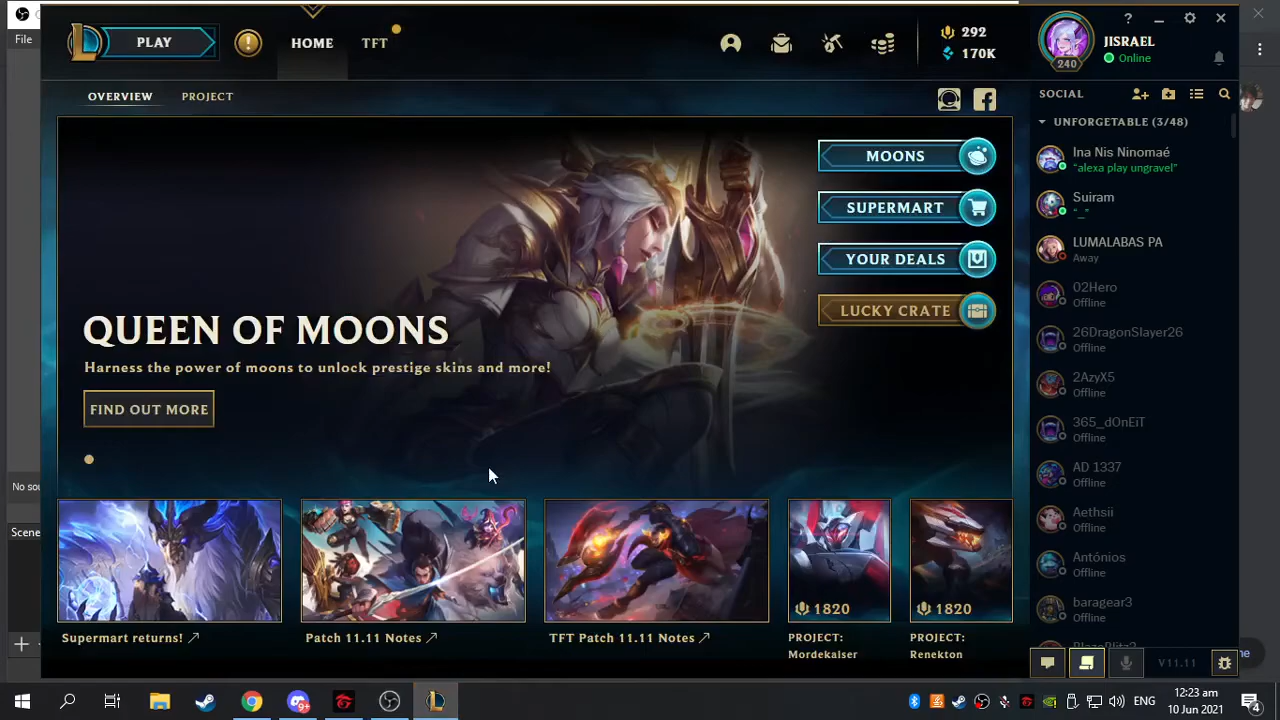 File
PLAY
HOME
TFT
292
170K
240
JISRAEL
Online
OVERVIEW
PROJECT
SOCIAL
UNFORGETABLE (3/48)
MOONS
SUPERMART
YOUR DEALS
LUCKY CRATE
QUEEN OF MOONS
Harness the power of moons to unlock prestige skins and more!
FIND OUT MORE
Ina Nis Ninomaé
"alexa play ungravel"
Suiram
"_"
LUMALABAS PA
Away
02Hero
Offline
26DragonSlayer26
Offline
2AzyX5
Offline
365_dOnEiT
Offline
AD 1337
Offline
Aethsii
Offline
Antónios
Offline
baragear3
Offline
BlazeBlitz2
No sou
Scene
1820
1820
Supermart returns!
Patch 11.11 Notes
TFT Patch 11.11 Notes
PROJECT:
Mordekaiser
PROJECT:
Renekton
V11.11
ne
9+
ENG
12:23 am
10 Jun 2021
4